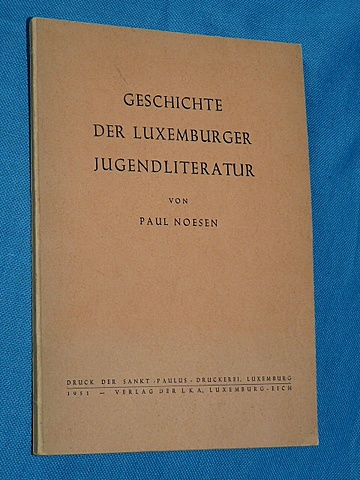 GESCHICHTE
DER LUXEMBURGER
JUGENDLITERATUR
VON
PAUL NOESEN
DRUCK DER SANKT-PAULUS-DRUCKEREI, LUXEMBURG
1951 — VERLAG DER L.K.A., LUXEMBURG-EICH